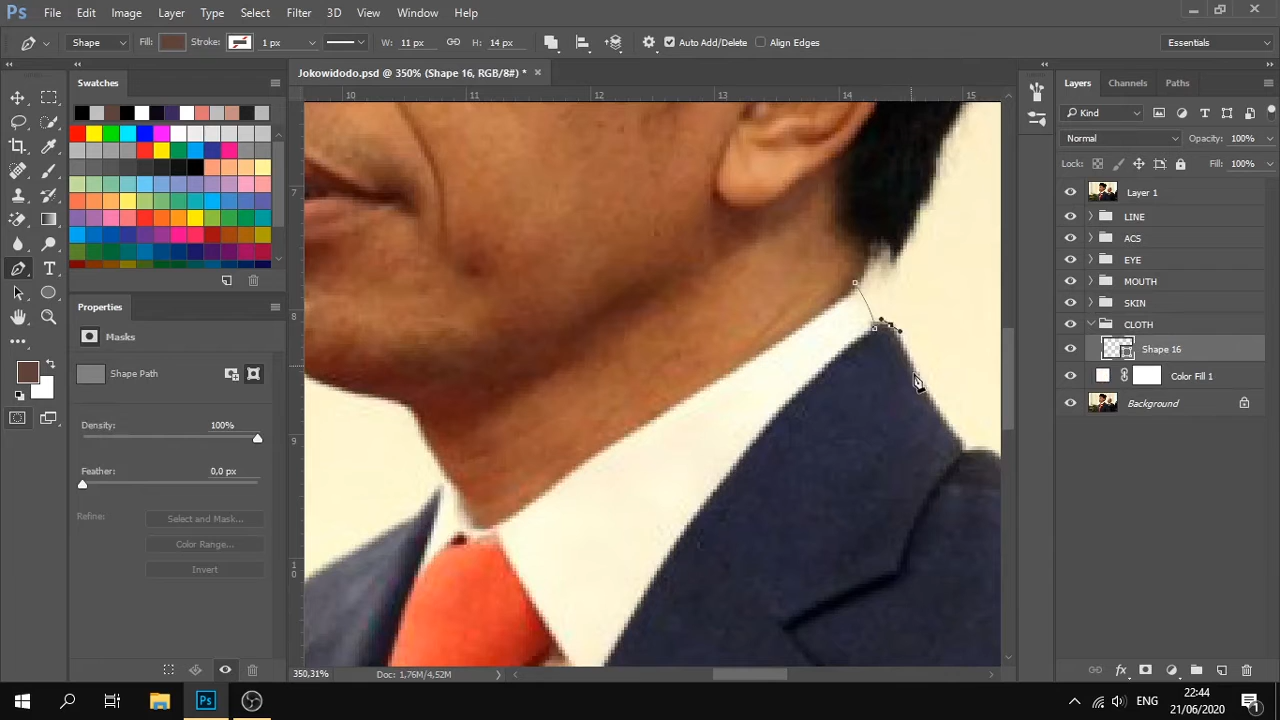 Ps File Edit Image Layer Type Select Filter 3D View Window Help
Shape Fill: Stroke: 1 px W: 11 px H: 14 px Auto Add/Delete Align Edges Essentials
Swatches
Jokowidodo.psd @ 350% (Shape 16, RGB/8#) * ×
Layers Channels Paths
10 11 12 13 14 15
Kind
Normal Opacity: 100%
Lock: Fill: 100%
7
8
9
10
Layer 1
LINE
ACS
EYE
MOUTH
SKIN
CLOTH
Shape 16
Color Fill 1
Background
Properties
Masks
Shape Path
Density: 100%
Feather: 0,0 px
Refine: Select and Mask...
Color Range...
Invert
350,31% Doc: 1,76M/4,52M
Ps ENG 22:44
21/06/2020